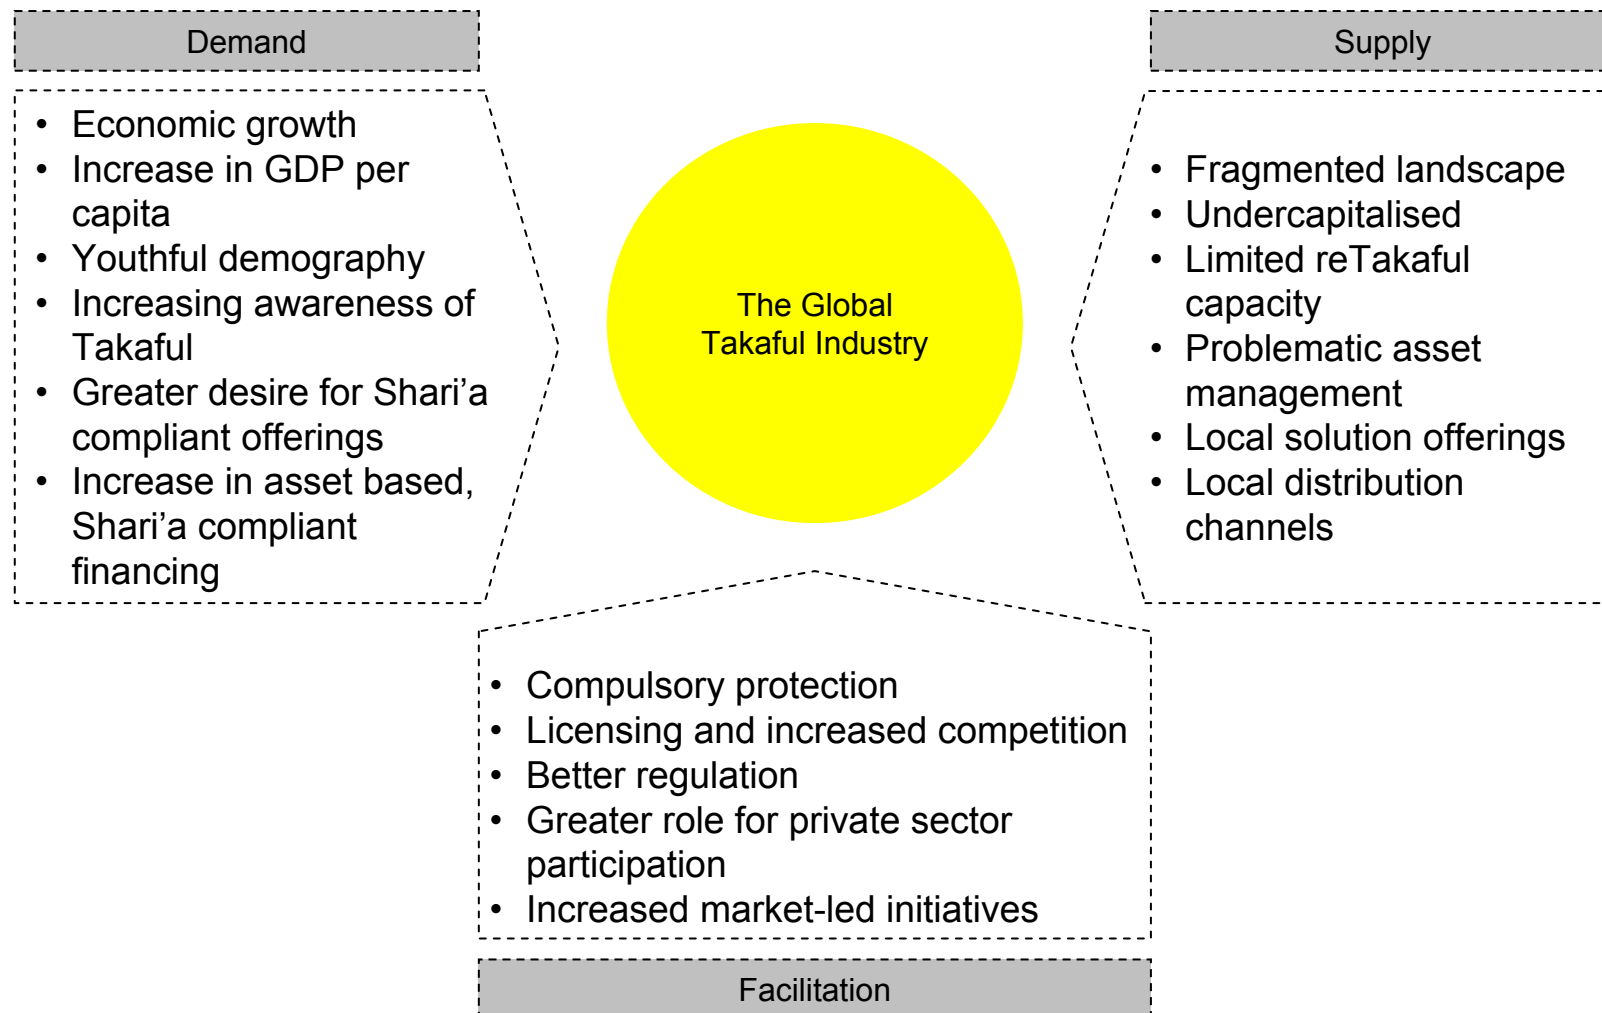 Demand
• Economic growth
• Increase in GDP per
capita
• Youthful demography
• Increasing awareness of
Takaful
• Greater desire for Shari’a
compliant offerings
• Increase in asset based,
Shari’a compliant
financing
The Global
Takaful Industry
Supply
• Fragmented landscape
• Undercapitalised
• Limited reTakaful
capacity
• Problematic asset
management
• Local solution offerings
• Local distribution
channels
• Compulsory protection
• Licensing and increased competition
• Better regulation
• Greater role for private sector
participation
• Increased market-led initiatives
Facilitation